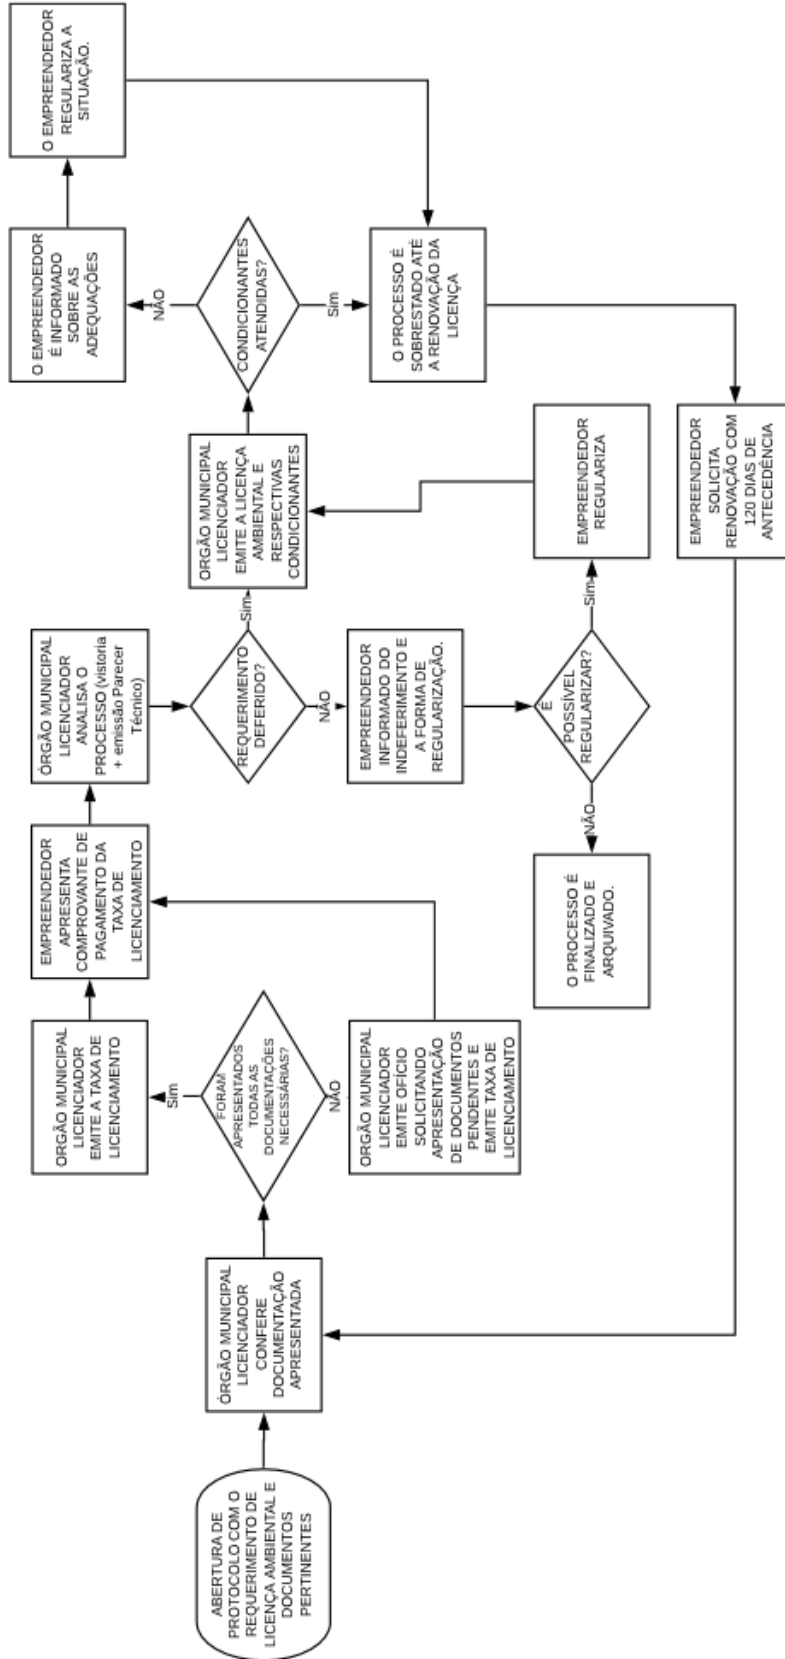 ABERTURA DE
PROTOCOLO COM O
REQUERIMENTO DE
LICENÇA AMBIENTAL E
DOCUMENTOS
PERTINENTES
ÓRGÃO MUNICIPAL
LICENCIADOR
CONFERE
DOCUMENTAÇÃO
APRESENTADA
FORAM
APRESENTADOS
TODAS AS
DOCUMENTAÇÕES
NECESSÁRIAS?
Sim
NÃO
ORGÃO MUNICIPAL
LICENCIADOR
EMITE A TAXA DE
LICENCIAMENTO
ORGÃO MUNICIPAL
LICENCIADOR
EMITE OFÍCIO
SOLICITANDO
APRESENTAÇÃO
DE DOCUMENTOS
PENDENTES E
EMITE TAXA DE
LICENCIAMENTO
EMPREENDEDOR
APRESENTA
COMPROVANTE DE
PAGAMENTO DA
TAXA DE
LICENCIAMENTO
ÓRGÃO MUNICIPAL
LICENCIADOR
ANALISA O
PROCESSO (vistoria
+ emissão Parecer
Técnico)
REQUERIMENTO
DEFERIDO?
Sim
NÃO
EMPREENDEDOR
INFORMADO DO
INDEFERIMENTO E
A FORMA DE
REGULARIZAÇÃO.
É
POSSÍVEL
REGULARIZAR?
NÃO
Sim
O PROCESSO É
FINALIZADO E
ARQUIVADO.
EMPREENDEDOR
REGULARIZA
ORGÃO MUNICIPAL
LICENCIADOR
EMITE A LICENÇA
AMBIENTAL E
RESPECTIVAS
CONDICIONANTES
CONDICIONANTES
ATENDIDAS?
NÃO
Sim
O EMPREENDEDOR
É INFORMADO
SOBRE AS
ADEQUAÇÕES
O EMPREENDEDOR
REGULARIZA A
SITUAÇÃO.
O PROCESSO É
SOBRESTADO ATÉ
A RENOVAÇÃO DA
LICENÇA
EMPREENDEDOR
SOLICITA
RENOVAÇÃO COM
120 DIAS DE
ANTECEDÊNCIA